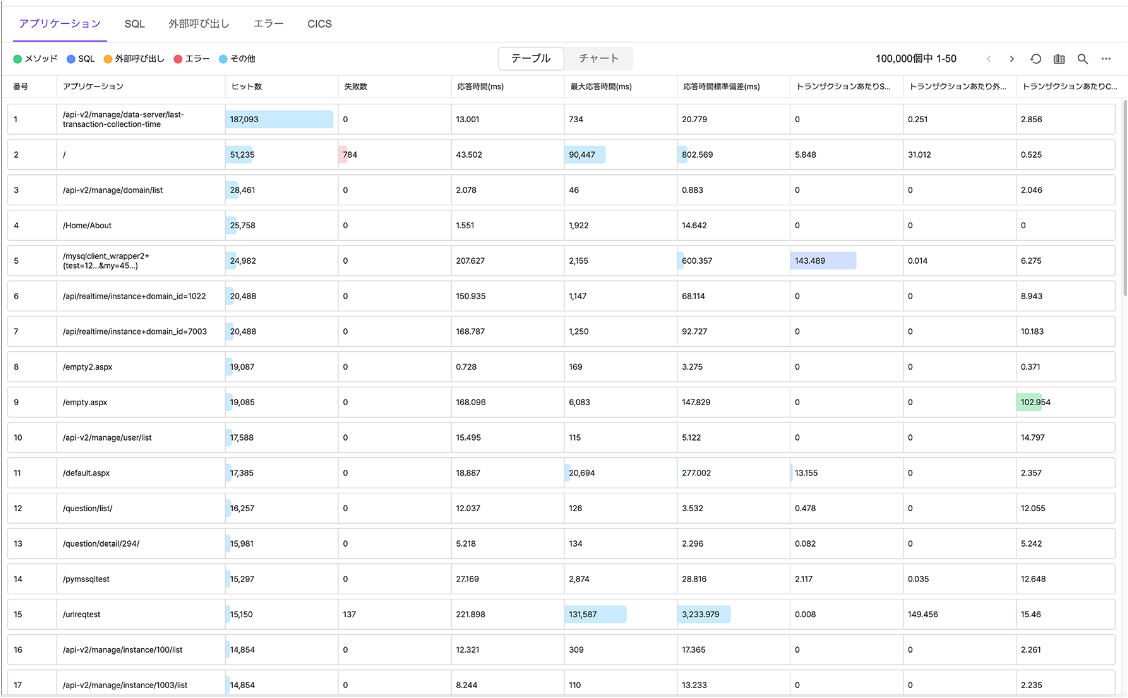 アプリケーション SQL 外部呼び出し エラー CICS
メソッド SQL 外部呼び出し エラー その他 テーブル チャート 100,000個中 1-50
番号 アプリケーション ヒット数 失敗数 応答時間(ms) 最大応答時間(ms) 応答時間標準偏差(ms) トランザクションあたりS... トランザクションあたり外... トランザクションあたりC...
1 /api-v2/manage/data-server/last-transaction-collection-time 187,093 0 13.001 734 20.779 0 0.251 2.856
2 / 51,235 784 43.502 90,447 802.569 5.848 31.012 0.525
3 /api-v2/manage/domain/list 28,461 0 2.078 46 0.883 0 0 2.046
4 /Home/About 25,758 0 1.551 1,922 14.642 0 0 0
5 /mysqlclient_wrapper2+(test=12...&my=45...) 24,982 0 207.627 2,155 600.357 143.489 0.014 6.275
6 /api/realtime/instance+domain_id=1022 20,488 0 150.935 1,147 68.114 0 0 8.943
7 /api/realtime/instance+domain_id=7003 20,488 0 168.787 1,250 92.727 0 0 10.183
8 /empty2.aspx 19,087 0 0.728 169 3.275 0 0 0.371
9 /empty.aspx 19,085 0 168.096 6,083 147.829 0 0 102.954
10 /api-v2/manage/user/list 17,588 0 15.495 115 5.122 0 0 14.797
11 /default.aspx 17,385 0 18.887 20,694 277.002 13.155 0 2.357
12 /question/list/ 16,257 0 12.037 126 3.532 0.478 0 12.055
13 /question/detail/294/ 15,981 0 5.218 134 2.296 0.082 0 5.242
14 /pymssqltest 15,297 0 27.169 2,874 28.816 2.117 0.035 12.648
15 /urlreqtest 15,150 137 221.898 131,587 3,233.979 0.008 149.456 15.46
16 /api-v2/manage/instance/100/list 14,854 0 12.321 309 17.365 0 0 2.261
17 /api-v2/manage/instance/1003/list 14,854 0 8.244 110 13.233 0 0 2.235